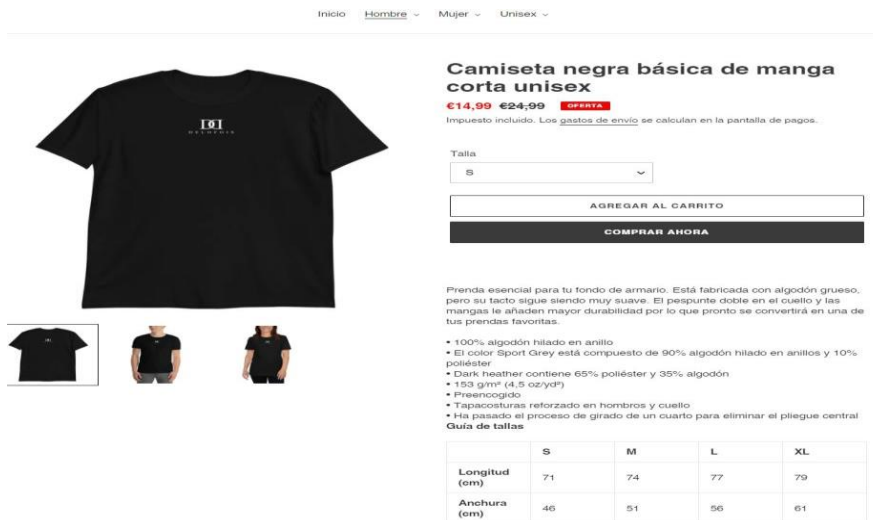 Inicio Hombre Mujer Unisex
Camiseta negra básica de manga
corta unisex
€14,99 €24,99 OFERTA
Impuesto incluido. Los gastos de envío se calculan en la pantalla de pagos.
Talla
S
AGREGAR AL CARRITO
COMPRAR AHORA
Prenda esencial para tu fondo de armario. Está fabricada con algodón grueso,
pero su tacto sigue siendo muy suave. El pespunte doble en el cuello y las
mangas le añaden mayor durabilidad por lo que pronto se convertirá en una de
tus prendas favoritas.
• 100% algodón hilado en anillo
• El color Sport Grey está compuesto de 90% algodón hilado en anillos y 10%
poliéster
• Dark heather contiene 65% poliéster y 35% algodón
• 153 g/m² (4,5 oz/yd²)
• Preencogido
• Tapacosturas reforzado en hombros y cuello
• Ha pasado el proceso de girado de un cuarto para eliminar el pliegue central
Guía de tallas
S M L XL
Longitud
(cm) 71 74 77 79
Anchura
(cm) 46 51 56 61